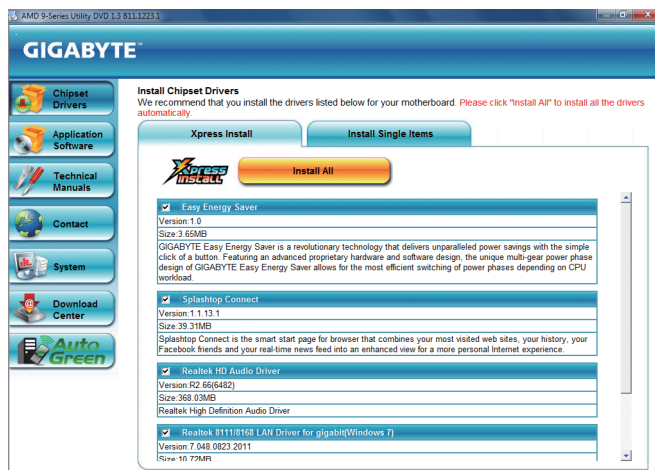 AMD 9-Series Utility DVD 1.3 B11.1223.1
GIGABYTE™
Chipset
Drivers
Application
Software
Technical
Manuals
Contact
System
Download
Center
Auto
Green
Install Chipset Drivers
We recommend that you install the drivers listed below for your motherboard. Please click "Install All" to install all the drivers
automatically.
Xpress Install
Install Single Items
Xpress
INSTALL
Install All
Easy Energy Saver
Version:1.0
Size:3.65MB
GIGABYTE Easy Energy Saver is a revolutionary technology that delivers unparalleled power savings with the simple
click of a button. Featuring an advanced proprietary hardware and software design, the unique multi-gear power phase
design of GIGABYTE Easy Energy Saver allows for the most efficient switching of power phases depending on CPU
workload.
Splashtop Connect
Version:1.1.13.1
Size:39.31MB
Splashtop Connect is the smart start page for browser that combines your most visited web sites, your history, your
Facebook friends and your real-time news feed into an enhanced view for a more personal Internet experience.
Realtek HD Audio Driver
Version:R2.66(6482)
Size:368.03MB
Realtek High Definition Audio Driver
Realtek 8111/8168 LAN Driver for gigabit(Windows 7)
Version:7.048.0823.2011
Size:10.72MB